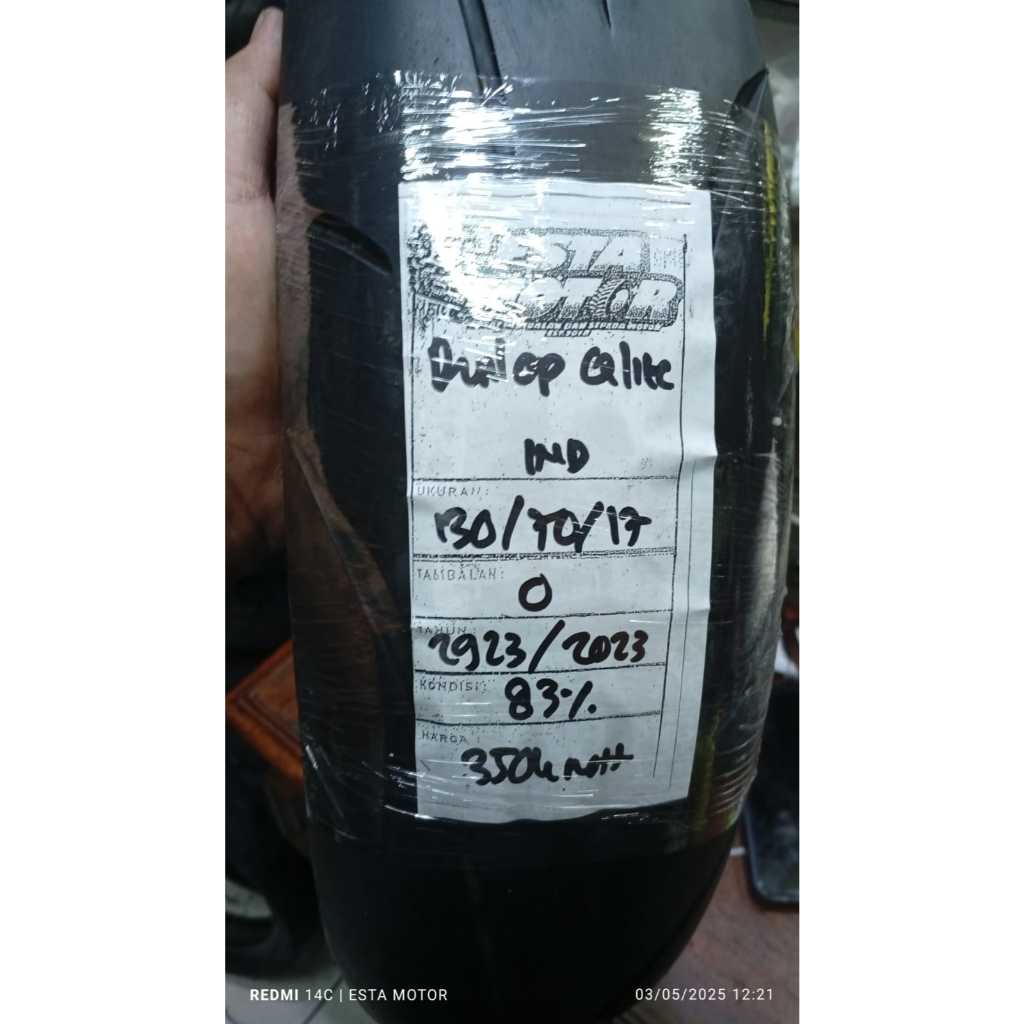 ESTA
MOTOR
Dunlop Qlite
IND
UKURAN:
130/70/17
TAMBALAN:
0
TAHUN:
2923/2023
KONDISI:
83%
HARGA:
350k nett
REDMI 14C | ESTA MOTOR
03/05/2025 12:21